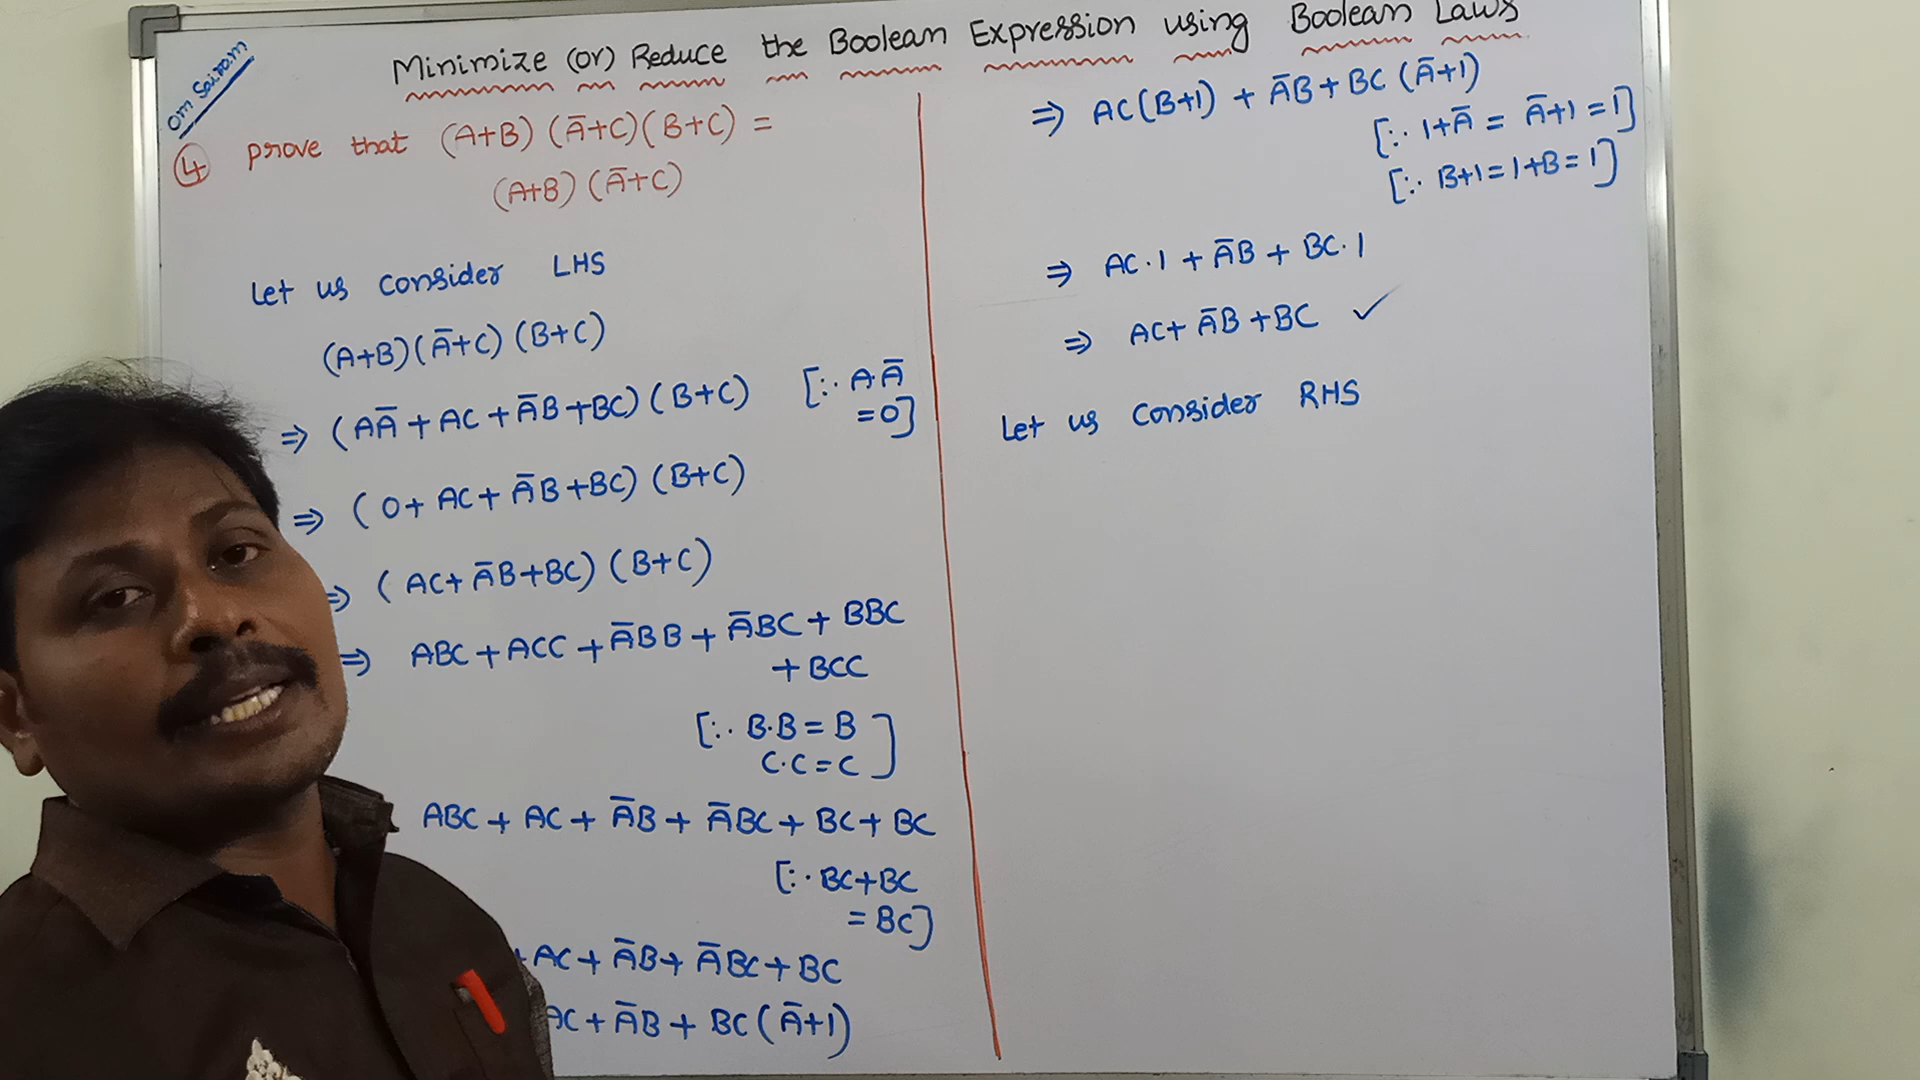 Minimize (or) Reduce the Boolean Expression using Boolean Laws
Om Sairam
④ prove that (A+B) (Ā+C) (B+C) =
(A+B) (Ā+C)
Let us consider LHS
(A+B) (Ā+C) (B+C)
⇒ (AĀ + AC + ĀB + BC) (B+C) [∵ A·Ā
= 0]
⇒ (0 + AC + ĀB + BC) (B+C)
⇒ (AC + ĀB + BC) (B+C)
⇒ ABC + ACC + ĀBB + ĀBC + BBC
+ BCC
[∵ B·B = B
C·C = C]
ABC + AC + ĀB + ĀBC + BC + BC
[∵ BC + BC
= BC]
+ AC + ĀB + ĀBC + BC
AC + ĀB + BC (Ā+1)
⇒ AC (B+1) + ĀB + BC (Ā+1)
[∵ 1+Ā = Ā+1 = 1]
[∵ B+1 = 1+B = 1]
⇒ AC·1 + ĀB + BC·1
⇒ AC + ĀB + BC ✓
Let us Consider RHS